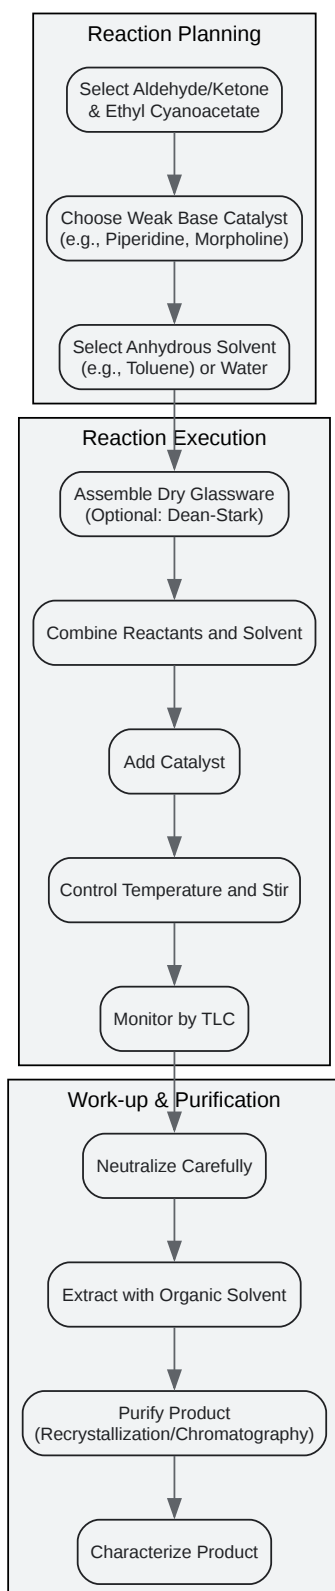 Reaction Planning
Select Aldehyde/Ketone
& Ethyl Cyanoacetate
Choose Weak Base Catalyst
(e.g., Piperidine, Morpholine)
Select Anhydrous Solvent
(e.g., Toluene) or Water
Reaction Execution
Assemble Dry Glassware
(Optional: Dean-Stark)
Combine Reactants and Solvent
Add Catalyst
Control Temperature and Stir
Monitor by TLC
Work-up & Purification
Neutralize Carefully
Extract with Organic Solvent
Purify Product
(Recrystallization/Chromatography)
Characterize Product